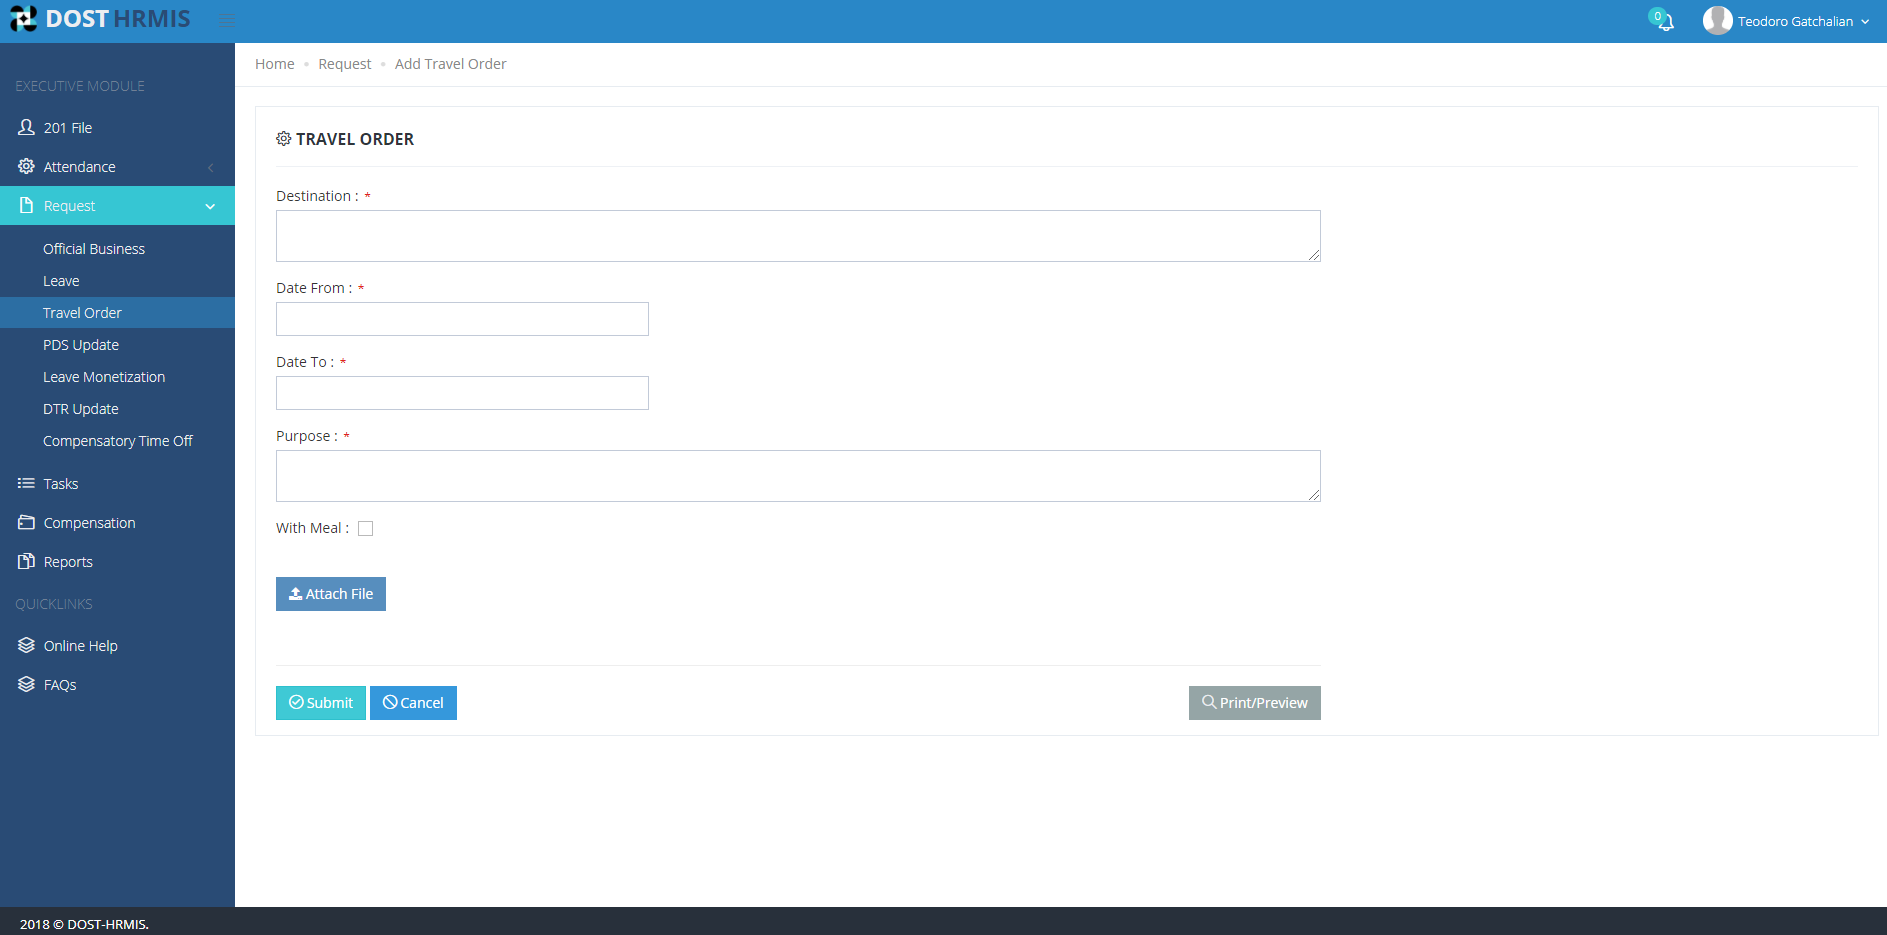 DOST HRMIS
0
Teodoro Gatchalian
Home • Request • Add Travel Order
EXECUTIVE MODULE
201 File
Attendance
Request
Official Business
Leave
Travel Order
PDS Update
Leave Monetization
DTR Update
Compensatory Time Off
Tasks
Compensation
Reports
QUICKLINKS
Online Help
FAQs
TRAVEL ORDER
Destination : *
Date From : *
Date To : *
Purpose : *
With Meal :
Attach File
Submit Cancel Print/Preview
2018 © DOST-HRMIS.